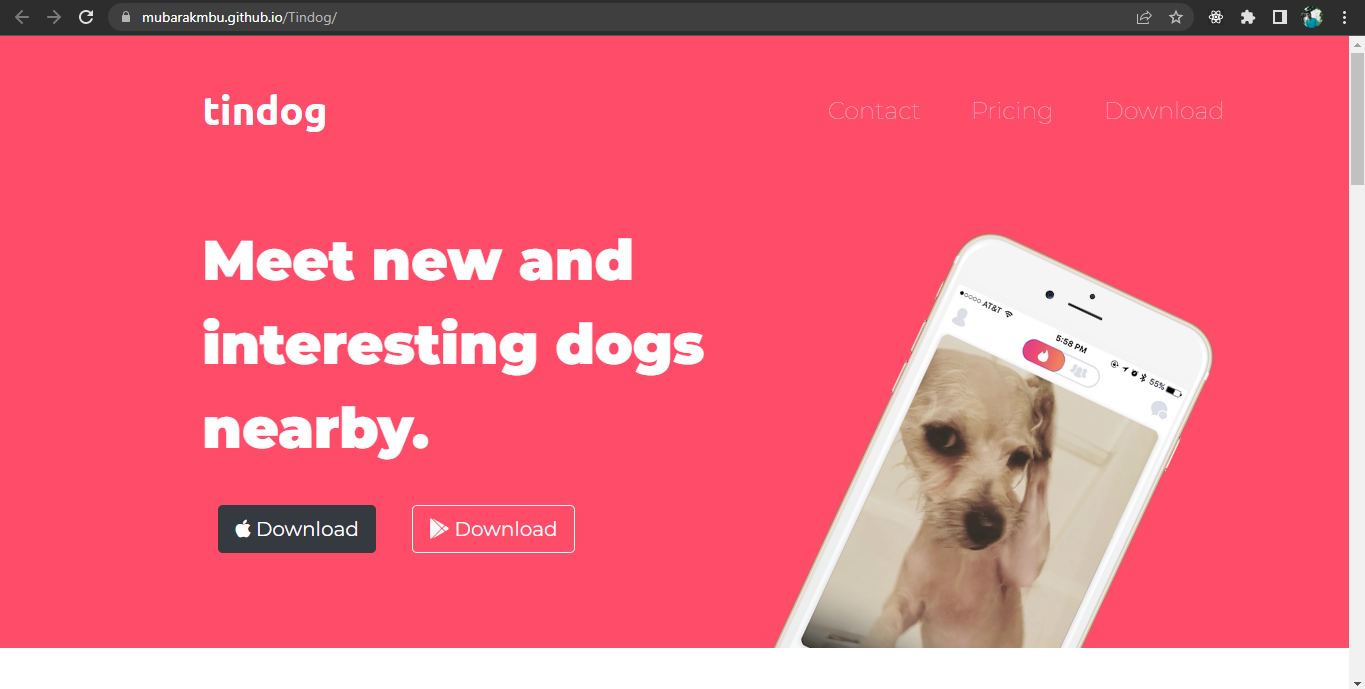 mubarakmbu.github.io/Tindog/
tindog
Contact Pricing Download
Meet new and
interesting dogs
nearby.
AT&T
5:58 PM
55%
Download Download